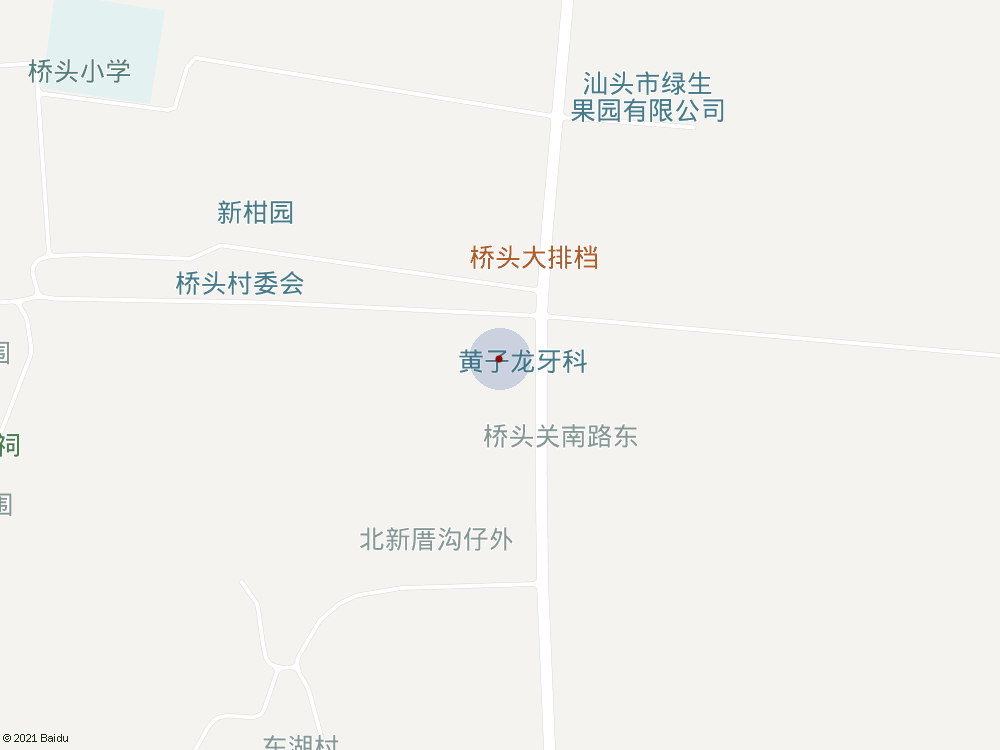 桥头小学
汕头市绿生
果园有限公司
新柑园
桥头大排档
桥头村委会
围
黄子龙牙科
桥头关南路东
祠
围
北新厝沟仔外
© 2021 Baidu
东湖村